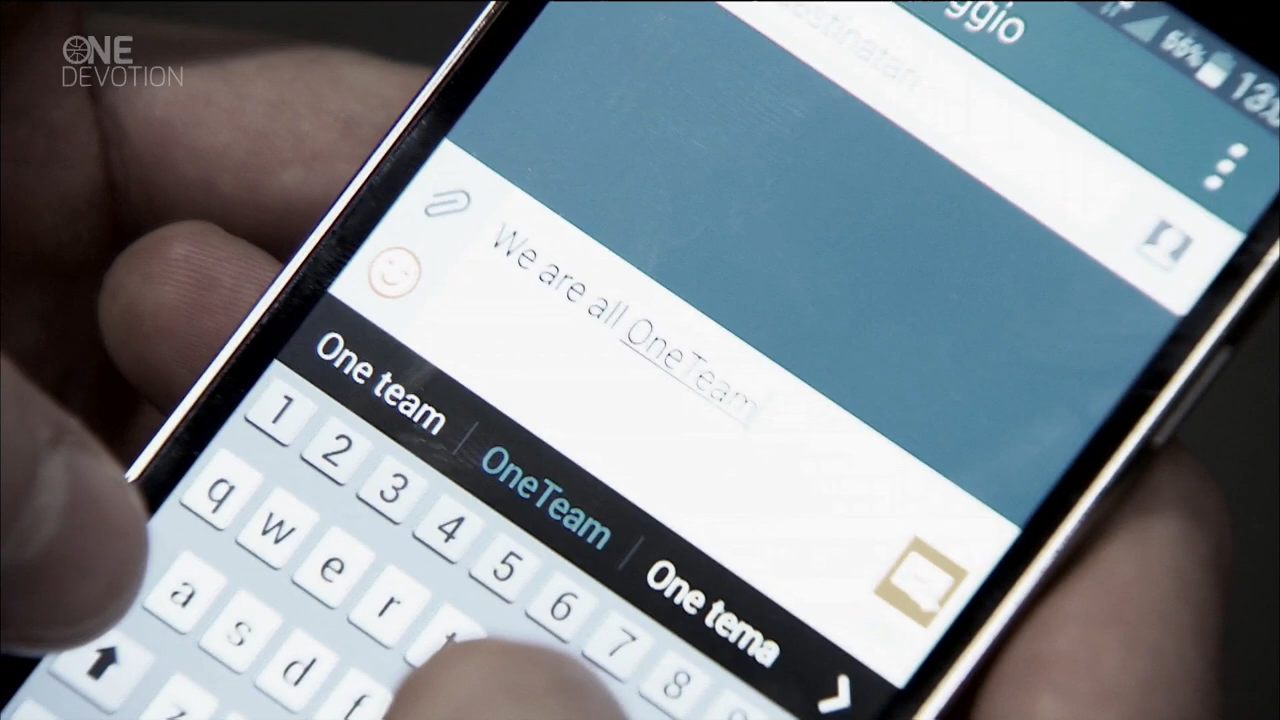 ONE
DEVOTION
ggio
55%
We are all OneTeam
One team
OneTeam
One tema
1 2 3 4 5 6 7 8
q w e r
a s d f